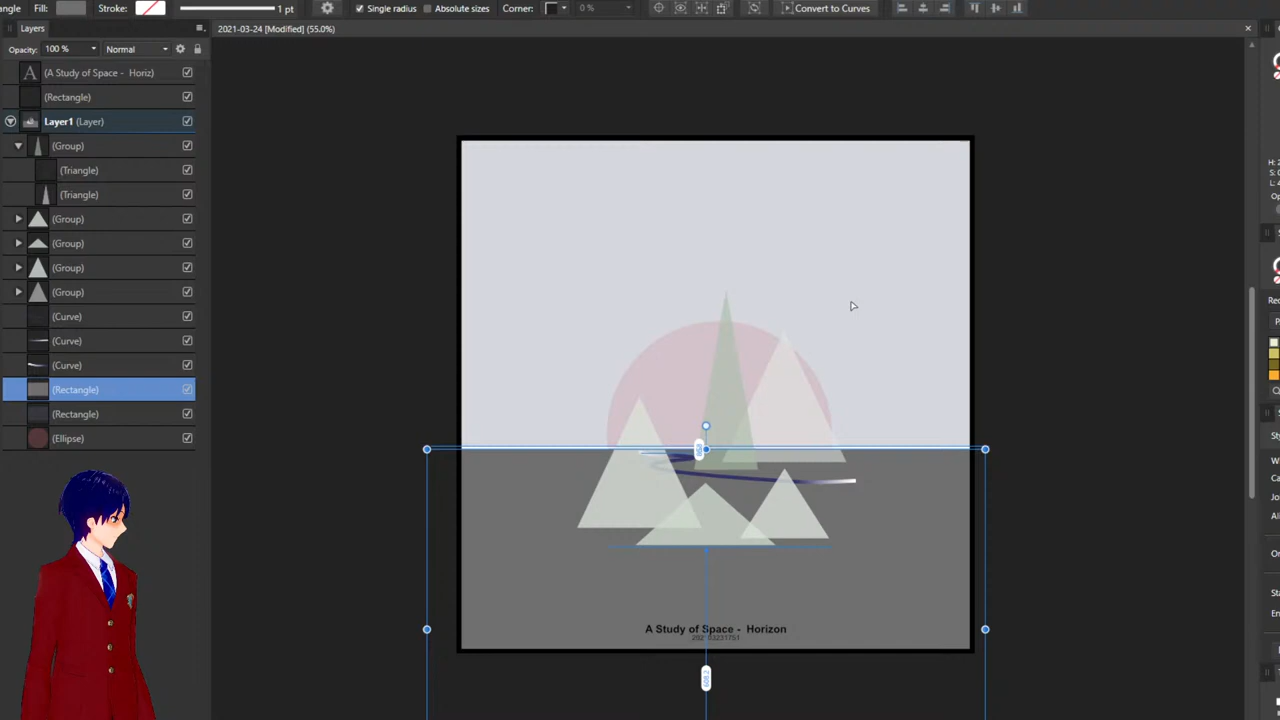 angle Fill: Stroke: 1 pt Single radius Absolute sizes Corner: 0 % Convert to Curves
Layers 2021-03-24 [Modified] (55.0%)
Opacity: 100 % Normal
A (A Study of Space - Horiz)
(Rectangle)
Layer1 (Layer)
(Group)
(Triangle)
(Triangle)
(Group)
(Group)
(Group)
(Group)
(Curve)
(Curve)
(Curve)
(Rectangle)
(Rectangle)
(Ellipse)
A Study of Space - Horizon